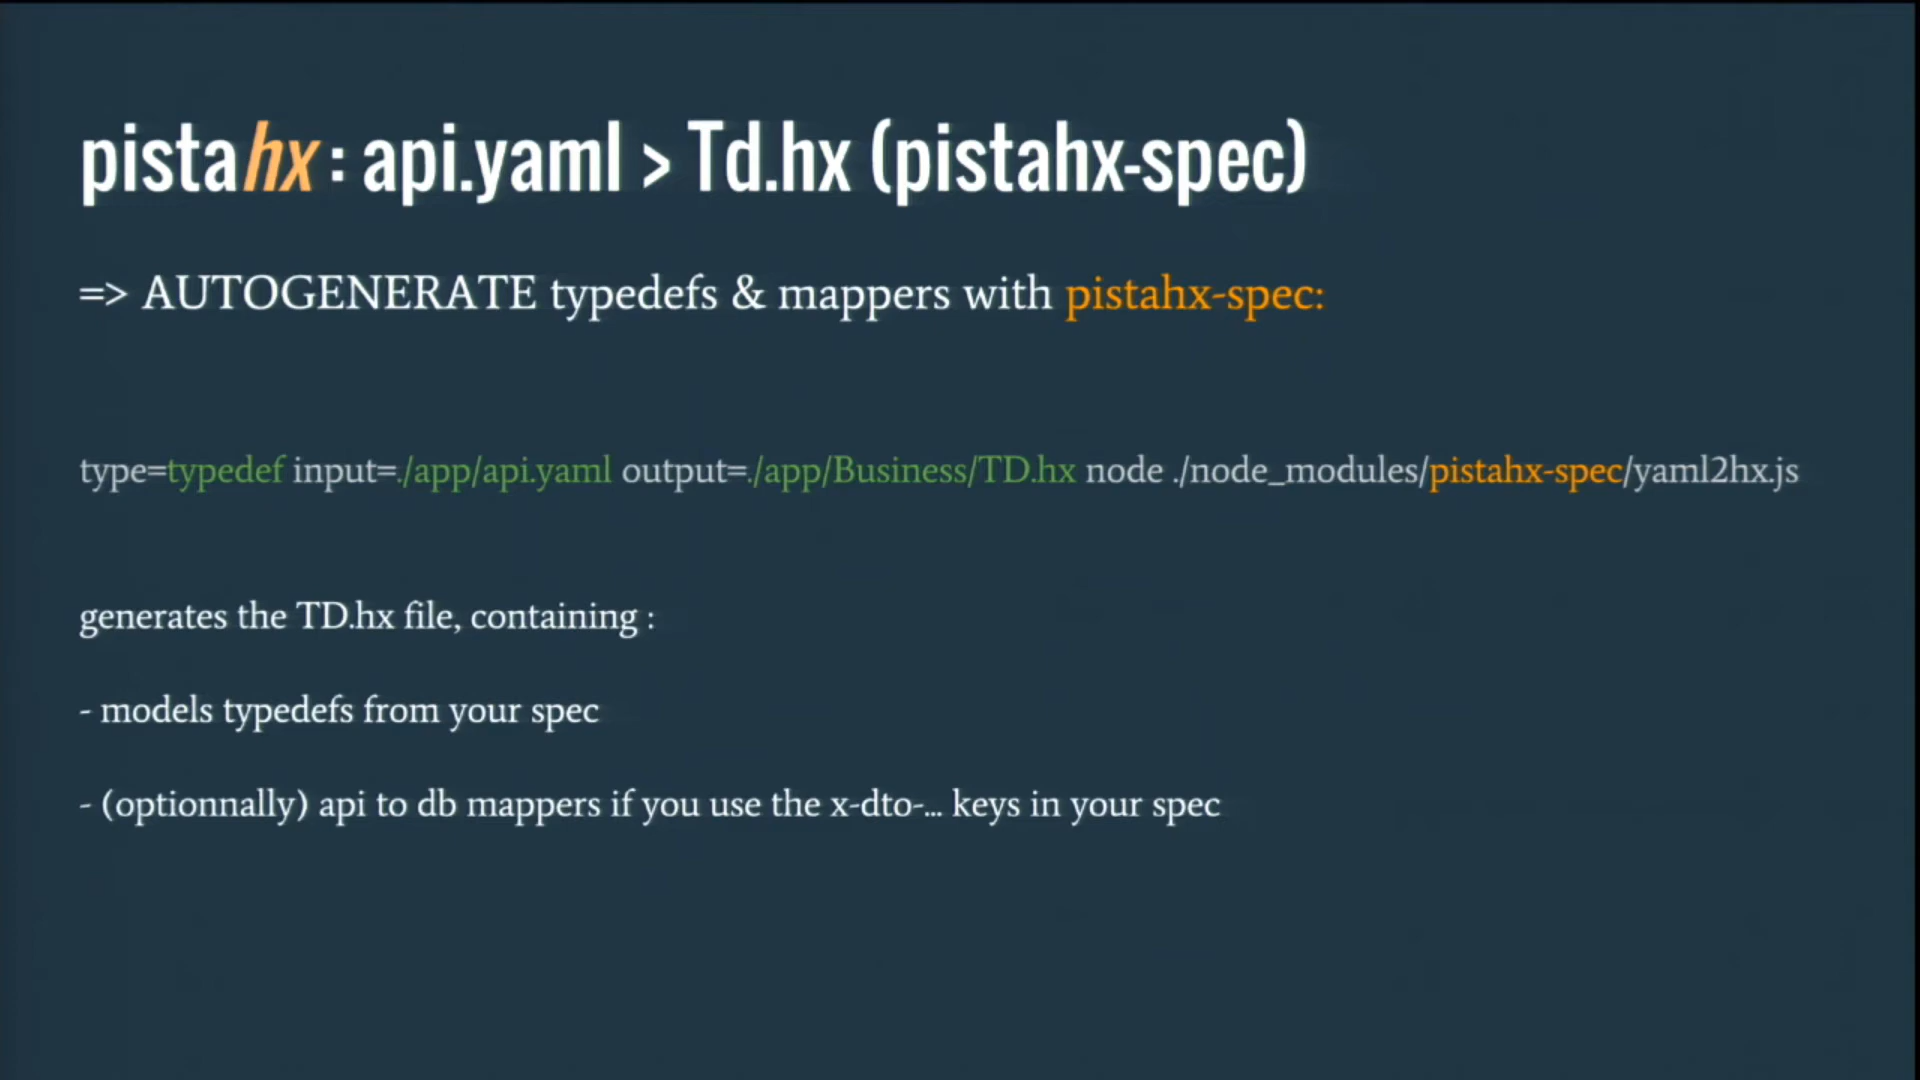 pistahx : api.yaml > Td.hx (pistahx-spec)
=> AUTOGENERATE typedefs & mappers with pistahx-spec:
type=typedef input=./app/api.yaml output=./app/Business/TD.hx node ./node_modules/pistahx-spec/yaml2hx.js
generates the TD.hx file, containing :
- models typedefs from your spec
- (optionnally) api to db mappers if you use the x-dto-... keys in your spec